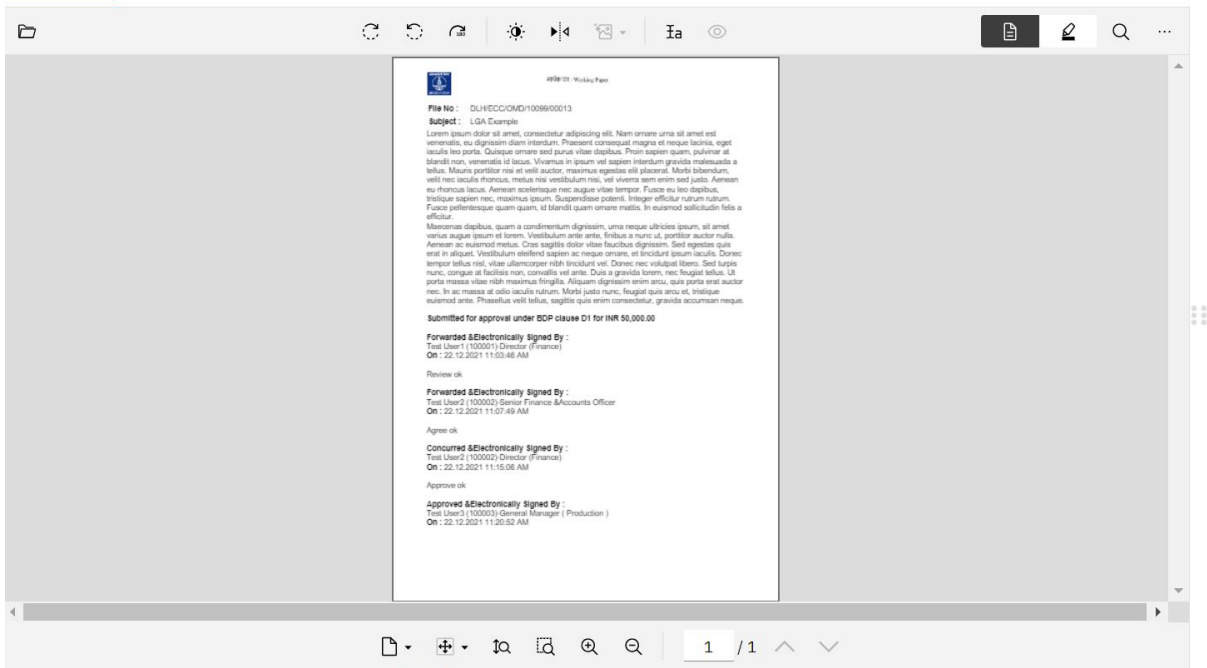 Working Paper
File No : DLH/ECC/OMD/10099/00013
Subject : LGA Example
Lorem ipsum dolor sit amet, consectetur adipiscing elit. Nam ornare urna sit amet est
venenatis, eu dignissim diam interdum. Praesent consequat magna et neque lacinia, eget
iaculis leo porta. Quisque ornare sed purus vitae dapibus. Proin sapien quam, pulvinar at
blandit non, venenatis id lacus. Vivamus in ipsum vel sapien interdum gravida malesuada a
tellus. Mauris porttitor nisi et velit auctor, maximus egestas elit placerat. Morbi bibendum,
velit nec iaculis rhoncus, metus nisi vestibulum nisi, vel viverra sem enim sed justo. Aenean
eu rhoncus lacus. Aenean scelerisque nec augue vitae tempor. Fusce eu leo dapibus,
tristique sapien nec, maximus ipsum. Suspendisse potenti. Integer efficitur rutrum rutrum.
Fusce pellentesque quam quam, id blandit quam ornare mattis. In euismod sollicitudin felis a
efficitur.
Maecenas dapibus, quam a condimentum dignissim, urna neque ultricies ipsum, sit amet
varius augue ipsum et lorem. Vestibulum ante ante, finibus a nunc ut, porttitor auctor nulla.
Aenean ac euismod metus. Cras sagittis dolor vitae faucibus dignissim. Sed egestas quis
erat in aliquet. Vestibulum eleifend sapien ac neque ornare, et tincidunt ipsum iaculis. Donec
tempor tellus nisl, vitae ullamcorper nibh tincidunt vel. Donec nec volutpat libero. Sed turpis
nunc, congue at facilisis non, convallis vel ante. Duis a gravida lorem, nec feugiat tellus. Ut
porta massa vitae nibh maximus fringilla. Aliquam dignissim enim arcu, quis porta erat auctor
nec. In ac massa at odio iaculis rutrum. Morbi justo nunc, feugiat quis arcu et, tristique
euismod ante. Phasellus velit tellus, sagittis quis enim consectetur, gravida accumsan neque.
Submitted for approval under BDP clause D1 for INR 50,000.00
Forwarded &Electronically Signed By :
Test User1 (100001)-Director (Finance)
On : 22.12.2021 11:03:46 AM
Review ok
Forwarded &Electronically Signed By :
Test User2 (100002)-Senior Finance &Accounts Officer
On : 22.12.2021 11:07:49 AM
Agree ok
Concurred &Electronically Signed By :
Test User2 (100002)-Director (Finance)
On : 22.12.2021 11:15:06 AM
Approve ok
Approved &Electronically Signed By :
Test User3 (100003)-General Manager ( Production )
On : 22.12.2021 11:20:52 AM
1 / 1